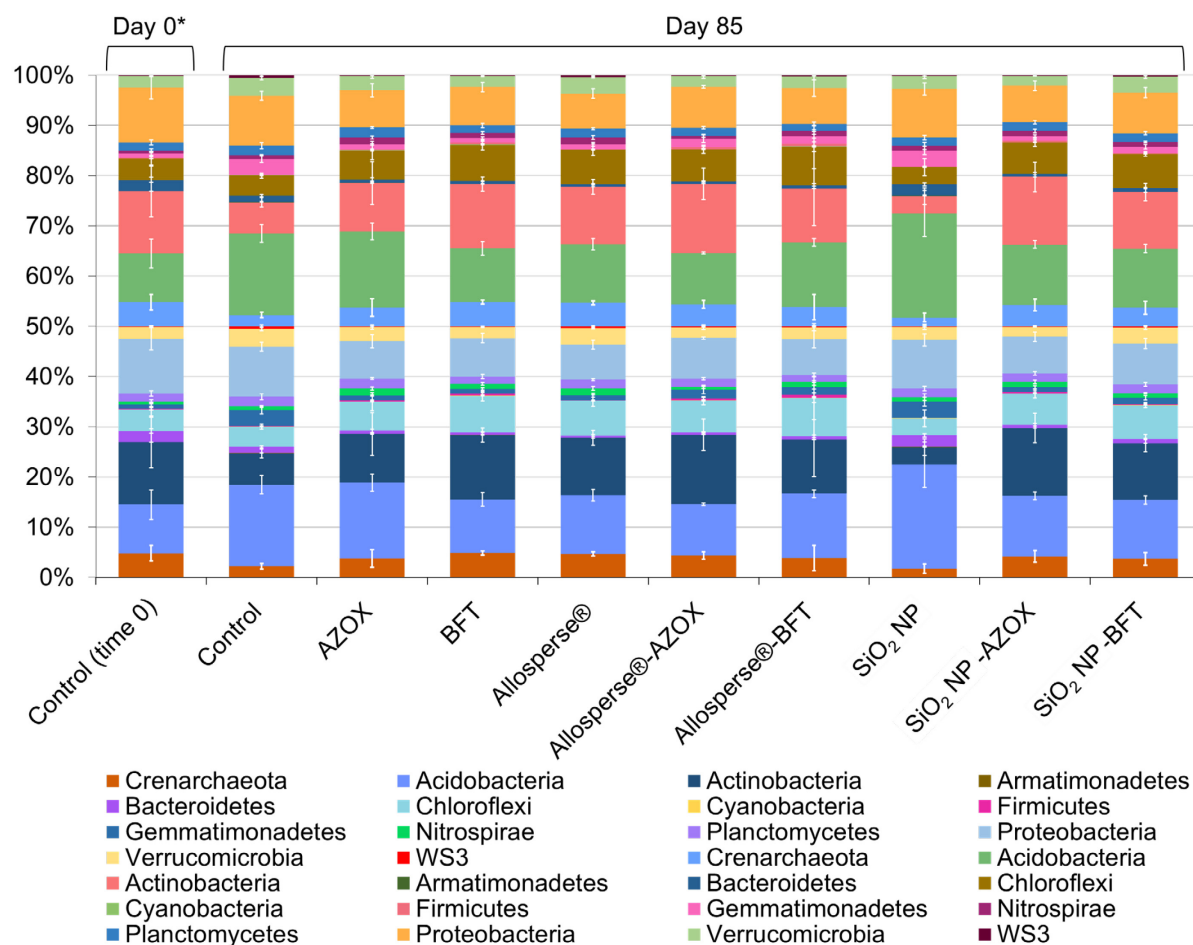 Day 0*
Day 85
100%
90%
80%
70%
60%
50%
40%
30%
20%
10%
0%
Control (time 0)
Control
AZOX
BFT
Allosperse®
Allosperse®-AZOX
Allosperse®-BFT
SiO₂ NP
SiO₂ NP -AZOX
SiO₂ NP-BFT
Crenarchaeota Acidobacteria Actinobacteria Armatimonadetes
Bacteroidetes Chloroflexi Cyanobacteria Firmicutes
Gemmatimonadetes Nitrospirae Planctomycetes Proteobacteria
Verrucomicrobia WS3 Crenarchaeota Acidobacteria
Actinobacteria Armatimonadetes Bacteroidetes Chloroflexi
Cyanobacteria Firmicutes Gemmatimonadetes Nitrospirae
Planctomycetes Proteobacteria Verrucomicrobia WS3